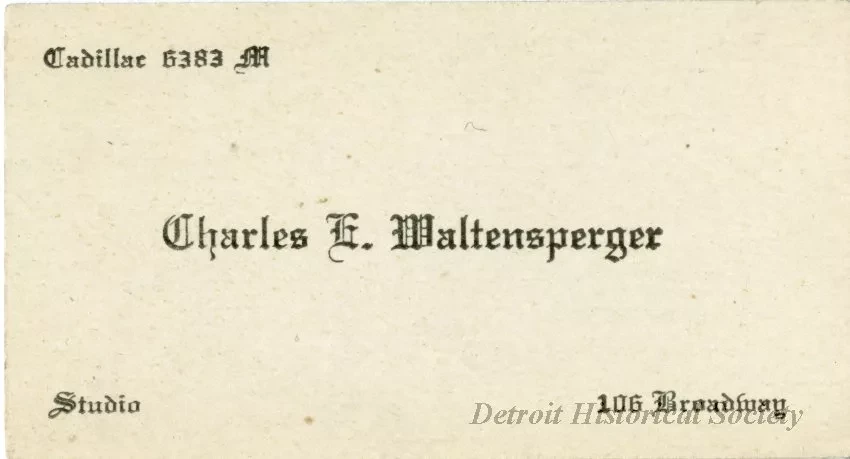 Cadillac 6383 M
Charles E. Waltensperger
Studio
106 Broadway
Detroit Historical Society